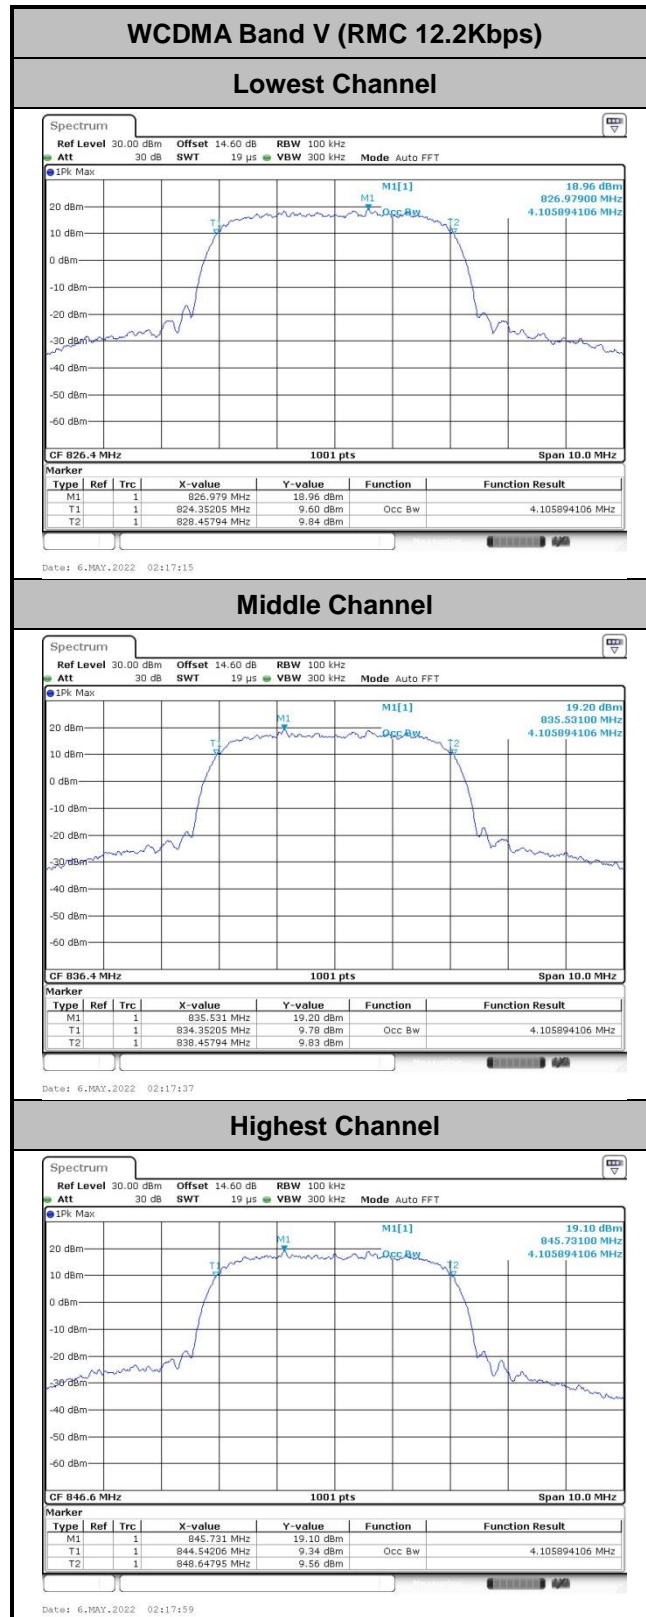 WCDMA Band V (RMC 12.2Kbps)
Lowest Channel
Spectrum
Ref Level 30.00 dBm Offset 14.60 dB RBW 100 kHz
Att 30 dB SWT 19 µs VBW 300 kHz Mode Auto FFT
1Pk Max
M1[1] 18.96 dBm
M1 826.97900 MHz
20 dBm
Occ Bw 4.105894106 MHz
T1 T2
10 dBm
0 dBm
-10 dBm
-20 dBm
-30 dBm
-40 dBm
-50 dBm
-60 dBm
CF 826.4 MHz 1001 pts Span 10.0 MHz
Marker
Type Ref Trc X-value Y-value Function Function Result
M1 1 826.979 MHz 18.96 dBm
T1 1 824.35205 MHz 9.60 dBm Occ Bw 4.105894106 MHz
T2 1 828.45794 MHz 9.84 dBm
Date: 6.MAY.2022 02:17:15
Middle Channel
Spectrum
Ref Level 30.00 dBm Offset 14.60 dB RBW 100 kHz
Att 30 dB SWT 19 µs VBW 300 kHz Mode Auto FFT
1Pk Max
M1[1] 19.20 dBm
M1 835.53100 MHz
20 dBm
Occ Bw 4.105894106 MHz
T1 T2
10 dBm
0 dBm
-10 dBm
-20 dBm
-30 dBm
-40 dBm
-50 dBm
-60 dBm
CF 836.4 MHz 1001 pts Span 10.0 MHz
Marker
Type Ref Trc X-value Y-value Function Function Result
M1 1 835.531 MHz 19.20 dBm
T1 1 834.35205 MHz 9.78 dBm Occ Bw 4.105894106 MHz
T2 1 838.45794 MHz 9.83 dBm
Date: 6.MAY.2022 02:17:37
Highest Channel
Spectrum
Ref Level 30.00 dBm Offset 14.60 dB RBW 100 kHz
Att 30 dB SWT 19 µs VBW 300 kHz Mode Auto FFT
1Pk Max
M1[1] 19.10 dBm
M1 845.73100 MHz
20 dBm
Occ Bw 4.105894106 MHz
T1 T2
10 dBm
0 dBm
-10 dBm
-20 dBm
-30 dBm
-40 dBm
-50 dBm
-60 dBm
CF 846.6 MHz 1001 pts Span 10.0 MHz
Marker
Type Ref Trc X-value Y-value Function Function Result
M1 1 845.731 MHz 19.10 dBm
T1 1 844.54206 MHz 9.34 dBm Occ Bw 4.105894106 MHz
T2 1 848.64795 MHz 9.56 dBm
Date: 6.MAY.2022 02:17:59